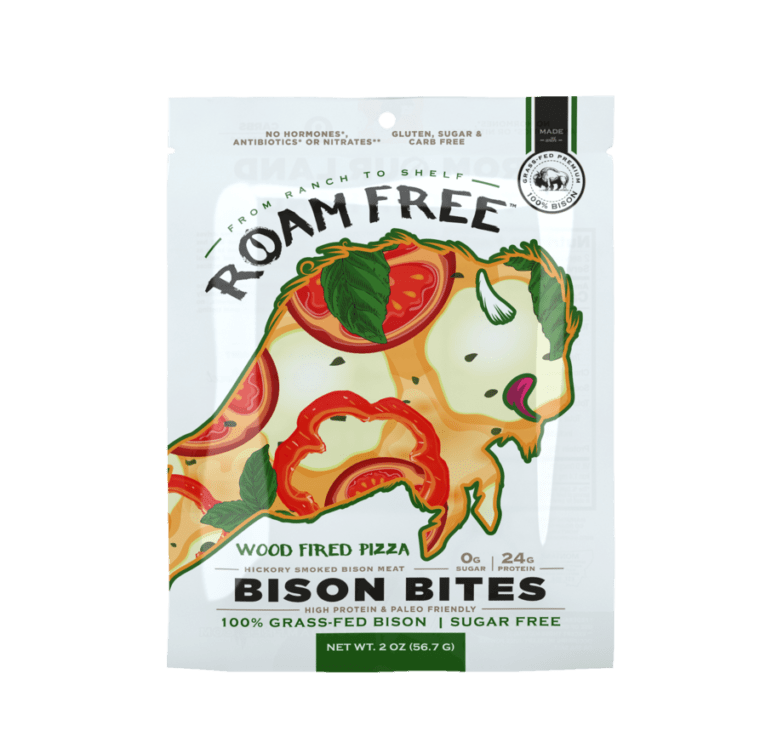 NO HORMONES*,
ANTIBIOTICS* OR NITRATES**
GLUTEN, SUGAR &
CARB FREE
MADE
with
GRASS-FED PREMIUM
100% BISON
FROM RANCH TO SHELF
ROAM FREE™
WOOD FIRED PIZZA
HICKORY SMOKED BISON MEAT
0G
SUGAR
24G
PROTEIN
BISON BITES
HIGH PROTEIN & PALEO FRIENDLY
100% GRASS-FED BISON | SUGAR FREE
NET WT. 2 OZ (56.7 G)